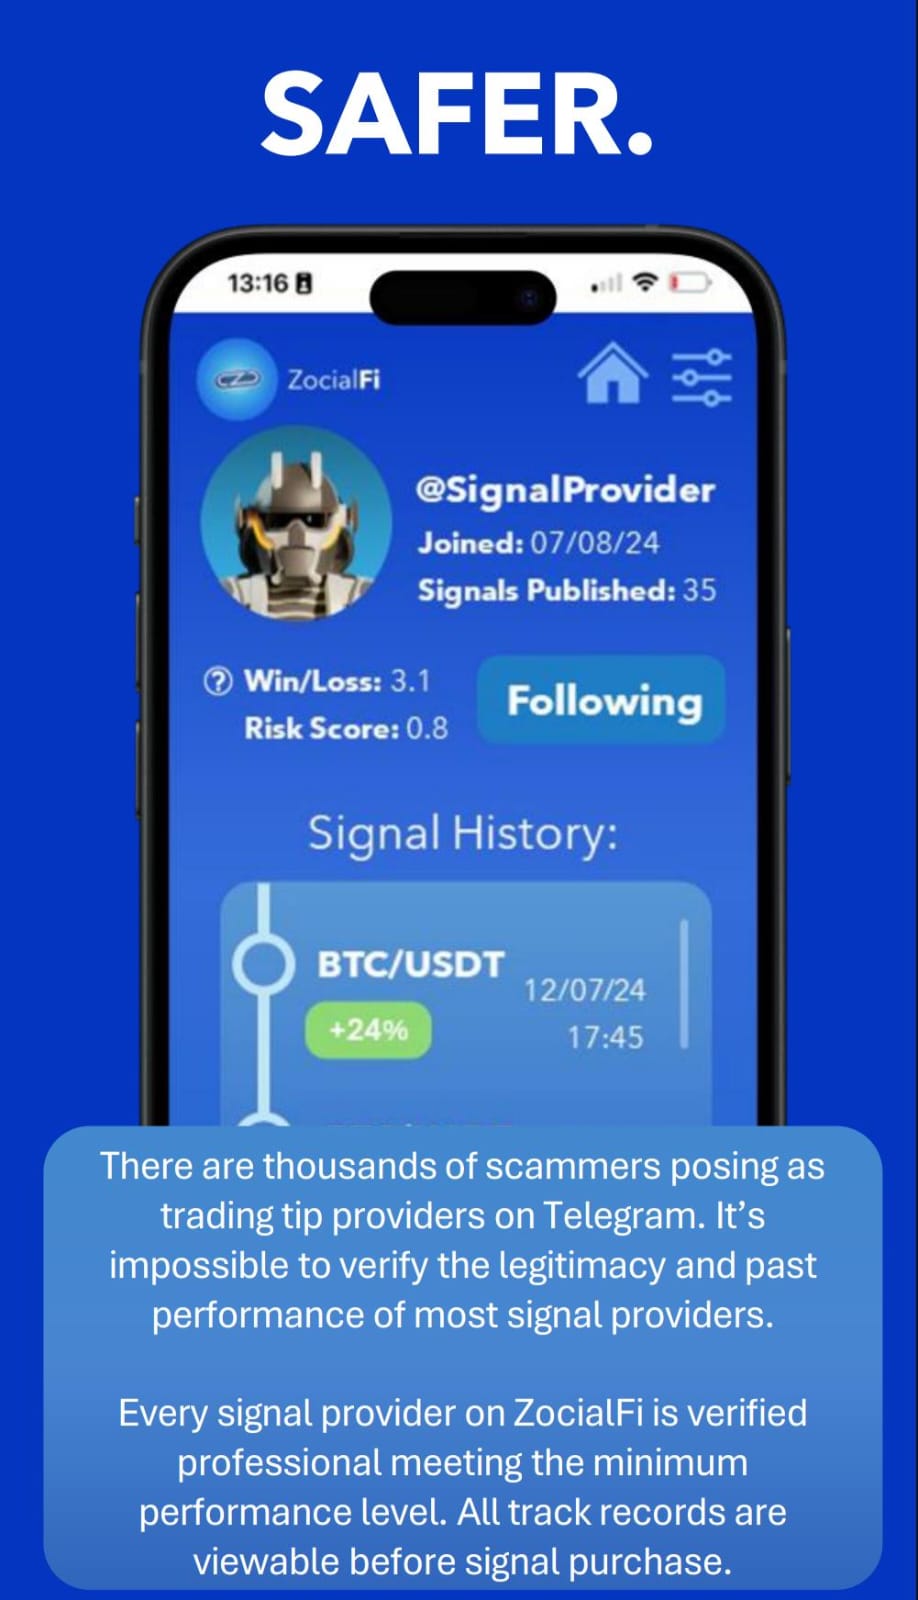 SAFER.
13:16
ZocialFi
@SignalProvider
Joined: 07/08/24
Signals Published: 35
? Win/Loss: 3.1
Risk Score: 0.8
Following
Signal History:
BTC/USDT
12/07/24
+24%
17:45
There are thousands of scammers posing as
trading tip providers on Telegram. It’s
impossible to verify the legitimacy and past
performance of most signal providers.
Every signal provider on ZocialFi is verified
professional meeting the minimum
performance level. All track records are
viewable before signal purchase.